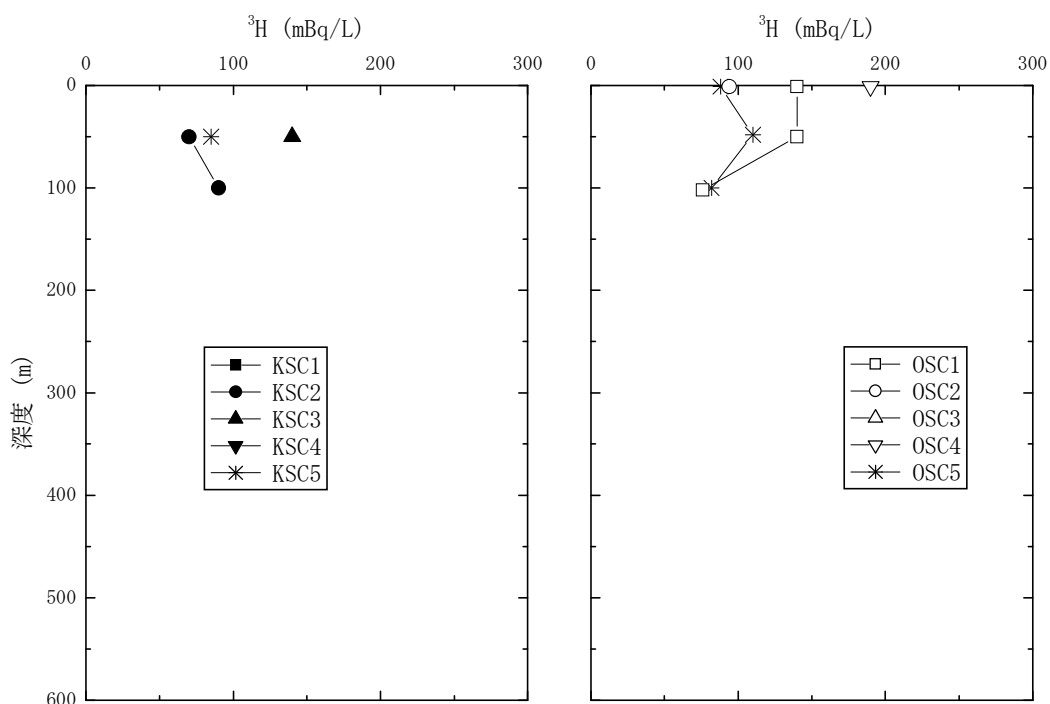 ³H (mBq/L)
0 100 200 300
0
100
200
300
400
500
600
深度 (m)
KSC1
KSC2
KSC3
KSC4
KSC5
³H (mBq/L)
0 100 200 300
OSC1
OSC2
OSC3
OSC4
OSC5